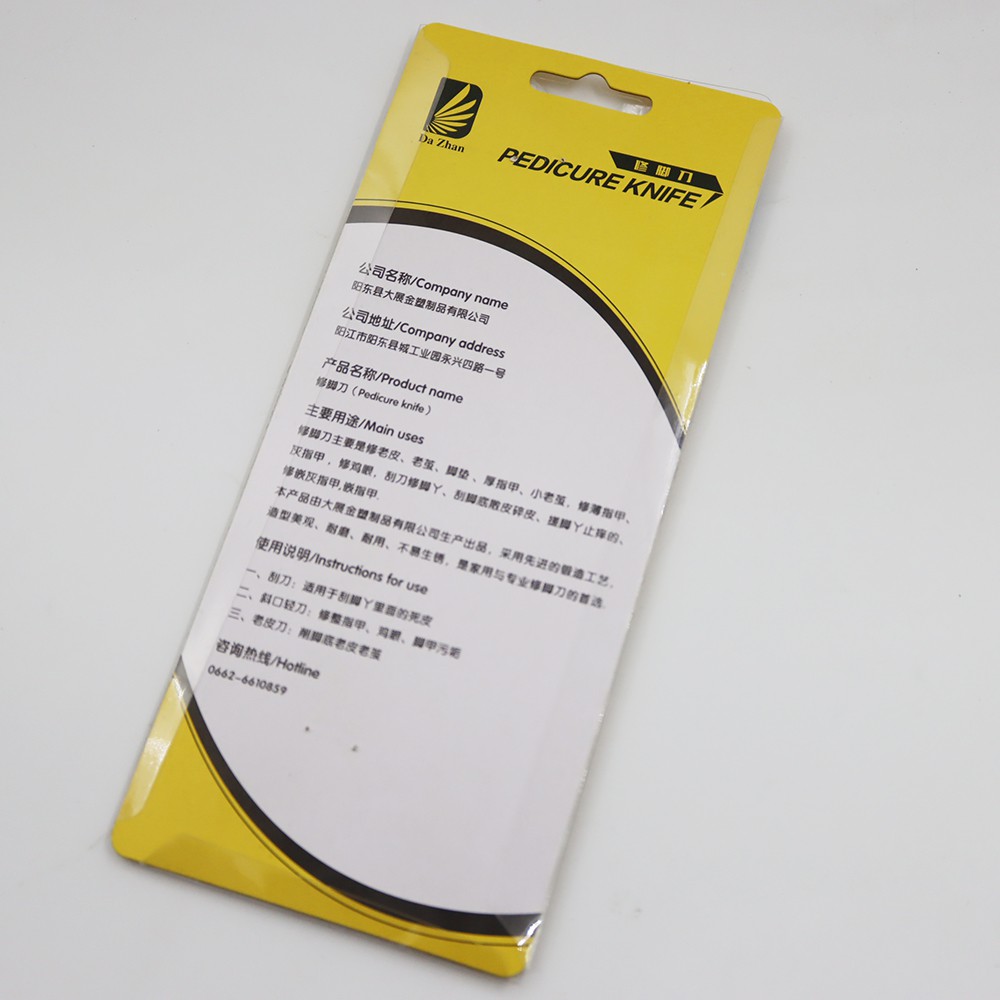 Da Zhan
修脚刀
PEDICURE KNIFE
公司名称/Company name
阳东县大展金塑制品有限公司
公司地址/Company address
阳江市阳东县城工业园永兴四路一号
产品名称/Product name
修脚刀（Pedicure knife）
主要用途/Main uses
修脚刀主要是修老皮、老茧、脚垫、厚指甲、小老茧，修薄指甲、
灰指甲，修鸡眼，刮刀修脚丫、刮脚底散皮碎皮、搓脚丫止痒的、
修嵌灰指甲,嵌指甲.
本产品由大展金塑制品有限公司生产出品，采用先进的锻造工艺，
造型美观、耐磨、耐用、不易生锈，是家用与专业修脚刀的首选.
使用说明/Instructions for use
一、刮刀：适用于刮脚丫里面的死皮
二、斜口轻刀：修整指甲、鸡眼、脚甲污垢
三、老皮刀：削脚底老皮老茧
咨询热线/Hotline
0662-6610859